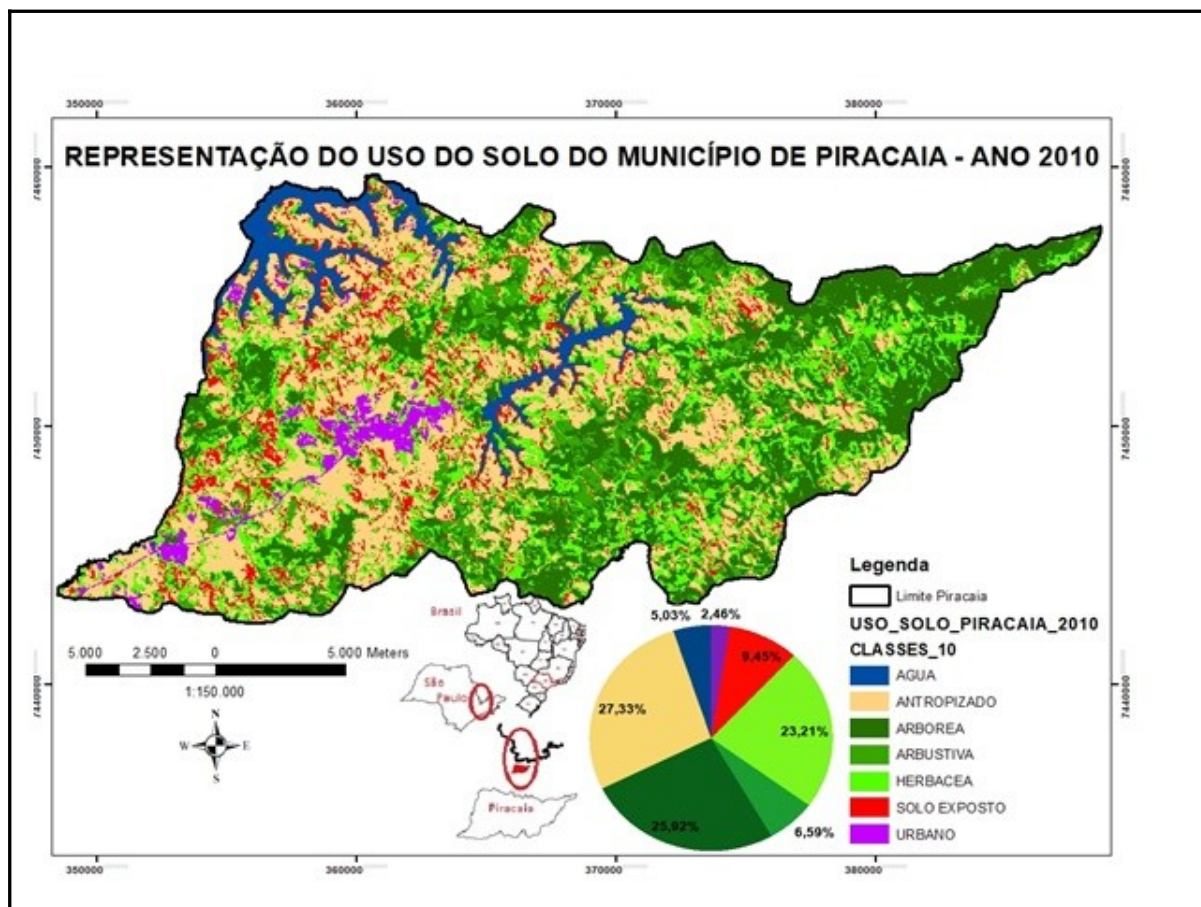 350000 360000 370000 380000
7460000 7460000
REPRESENTAÇÃO DO USO DO SOLO DO MUNICÍPIO DE PIRACAIA - ANO 2010
7450000 7450000
7440000 7440000
5.000 2.500 0 5.000 Meters
1:150.000
N
W E
S
Brasil
São
Paulo
Piracaia
5,03% 2,46%
9,45%
27,33%
23,21%
25,92%
6,59%
Legenda
Limite Piracaia
USO_SOLO_PIRACAIA_2010
CLASSES_10
AGUA
ANTROPIZADO
ARBOREA
ARBUSTIVA
HERBACEA
SOLO EXPOSTO
URBANO
350000 360000 370000 380000